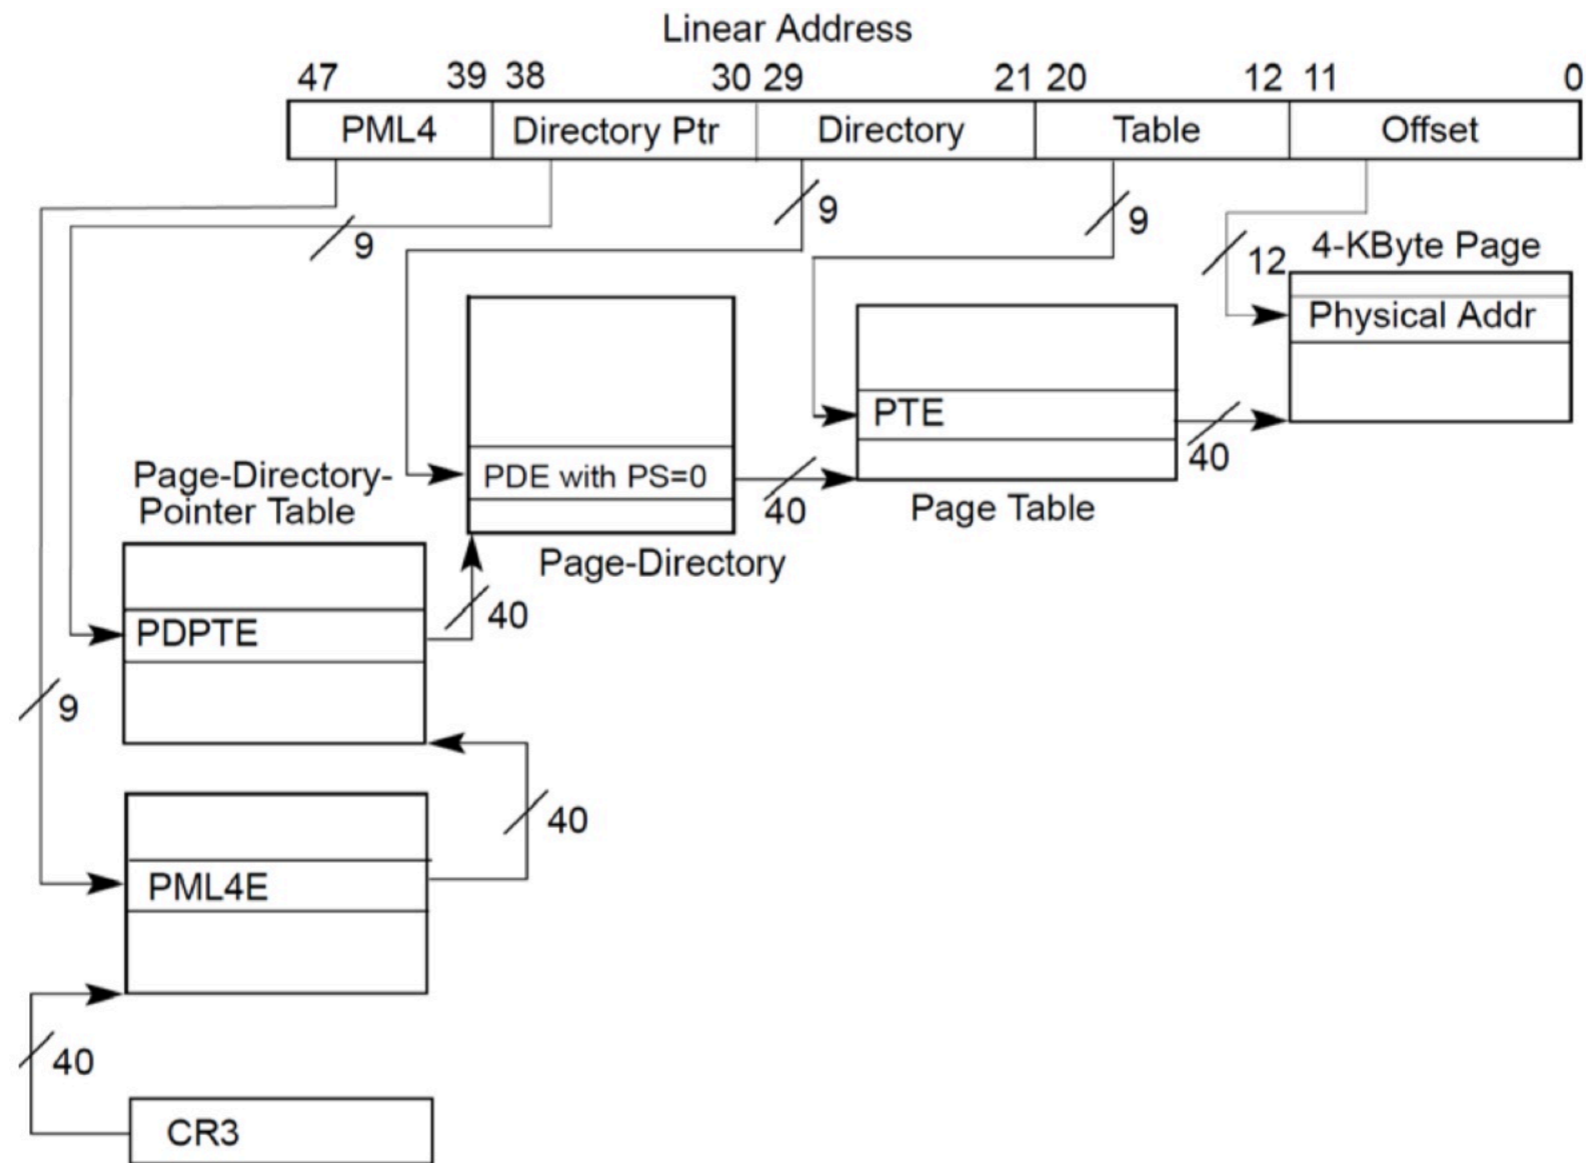 Linear Address
47 39 38 30 29 21 20 12 11 0
PML4 Directory Ptr Directory Table Offset
9
9
9
12
4-KByte Page
Physical Addr
PTE
40
Page Table
PDE with PS=0
40
Page-Directory
Page-Directory-
Pointer Table
PDPTE
40
9
40
PML4E
40
CR3